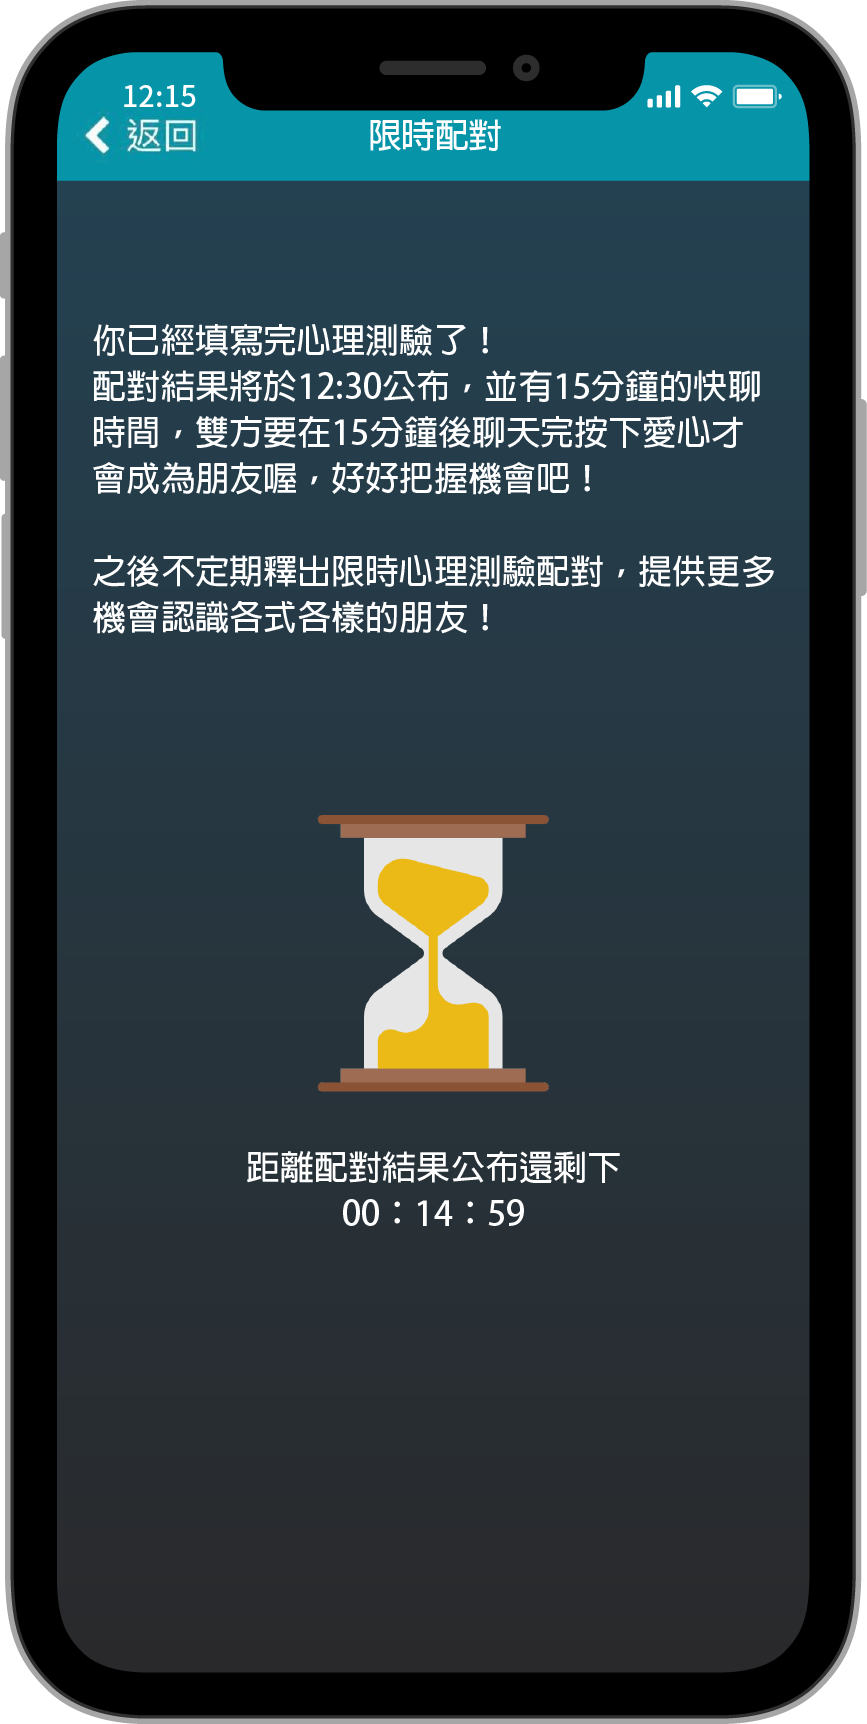 12:15
返回
限時配對
你已經填寫完心理測驗了！
配對結果將於12:30公布，並有15分鐘的快聊
時間，雙方要在15分鐘後聊天完按下愛心才
會成為朋友喔，好好把握機會吧！
之後不定期釋出限時心理測驗配對，提供更多
機會認識各式各樣的朋友！
距離配對結果公布還剩下
00：14：59